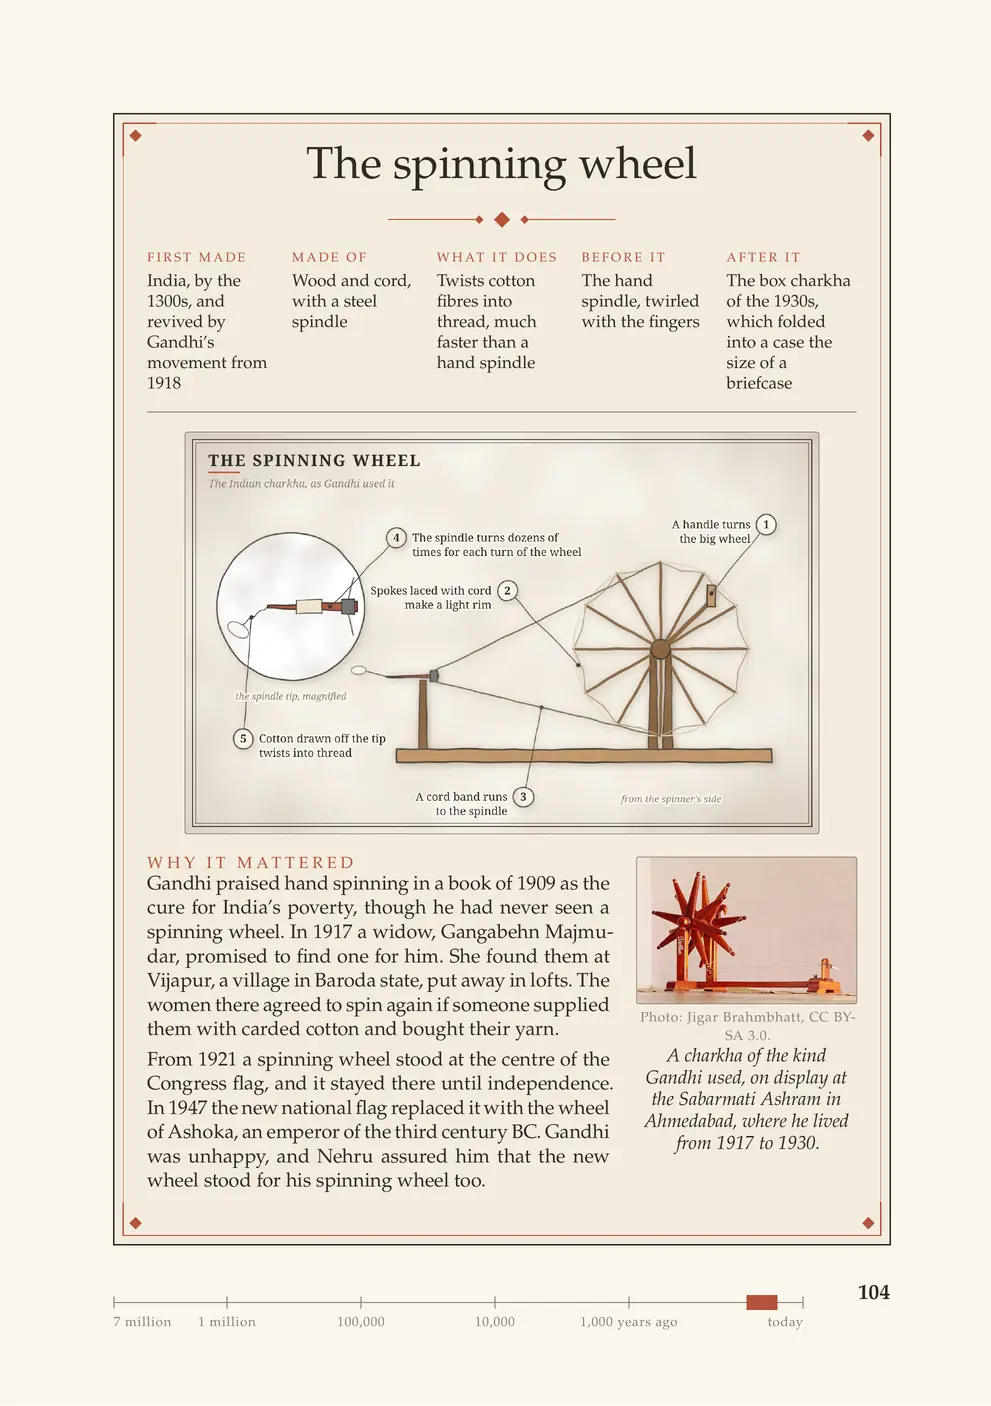 The spinning wheel
FIRST MADE
India, by the
1300s, and
revived by
Gandhi’s
movement from
1918
MADE OF
Wood and cord,
with a steel
spindle
WHAT IT DOES
Twists cotton
fibres into
thread, much
faster than a
hand spindle
BEFORE IT
The hand
spindle, twirled
with the fingers
AFTER IT
The box charkha
of the 1930s,
which folded
into a case the
size of a
briefcase
THE SPINNING WHEEL
The Indian charkha, as Gandhi used it
A handle turns 1
the big wheel
4 The spindle turns dozens of
times for each turn of the wheel
Spokes laced with cord 2
make a light rim
the spindle tip, magnified
5 Cotton drawn off the tip
twists into thread
A cord band runs 3
to the spindle
from the spinner's side
WHY IT MATTERED
Gandhi praised hand spinning in a book of 1909 as the
cure for India’s poverty, though he had never seen a
spinning wheel. In 1917 a widow, Gangabehn Majmu-
dar, promised to find one for him. She found them at
Vijapur, a village in Baroda state, put away in lofts. The
women there agreed to spin again if someone supplied
them with carded cotton and bought their yarn.
From 1921 a spinning wheel stood at the centre of the
Congress flag, and it stayed there until independence.
In 1947 the new national flag replaced it with the wheel
of Ashoka, an emperor of the third century BC. Gandhi
was unhappy, and Nehru assured him that the new
wheel stood for his spinning wheel too.
Photo: Jigar Brahmbhatt, CC BY-
SA 3.0.
A charkha of the kind
Gandhi used, on display at
the Sabarmati Ashram in
Ahmedabad, where he lived
from 1917 to 1930.
104
7 million 1 million 100,000 10,000 1,000 years ago today